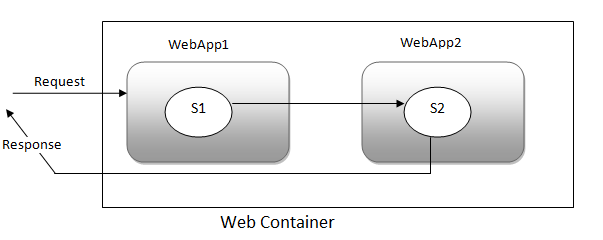 WebApp1
WebApp2
Request
S1
S2
Response
Web Container